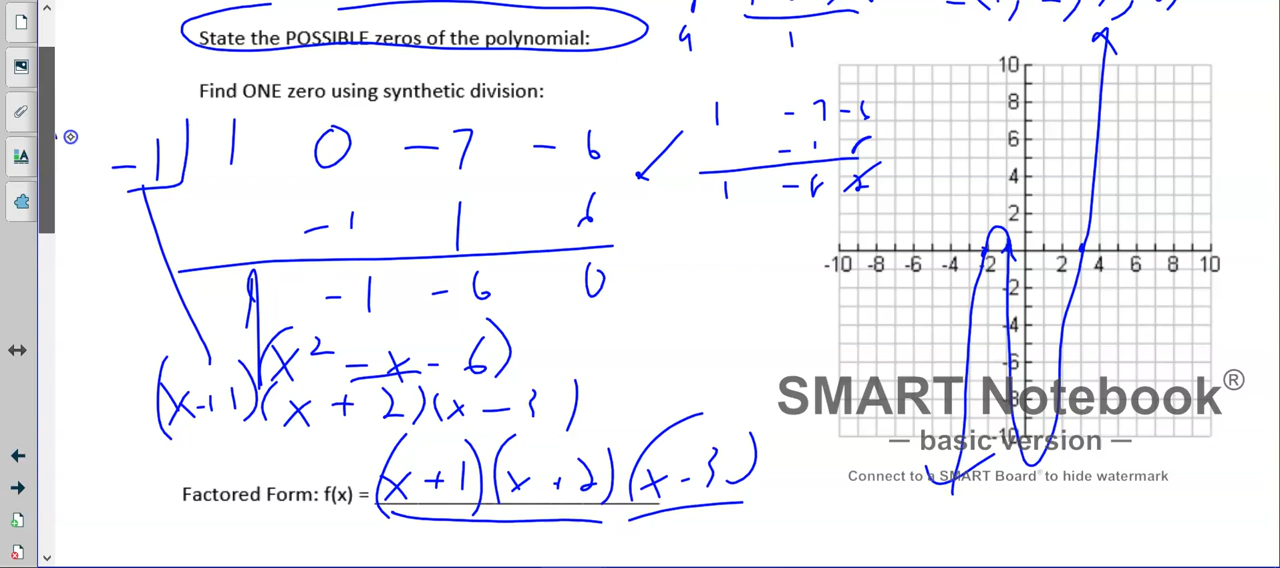 State the POSSIBLE zeros of the polynomial:
9
1
Find ONE zero using synthetic division:
-1 | 1 0 -7 -6
-1 1 6
-1 -6 0
(x² - x - 6)
(x + 2)(x - 3)
Factored Form: f(x) = (x + 1)(x + 2)(x - 3)
1 -7
1
10
8
6
4
2
-10 -8 -6 -4 -2 2 4 6 8 10
-2
-4
-6
-8
-10
SMART Notebook®
— basic version —
Connect to a SMART Board® to hide watermark